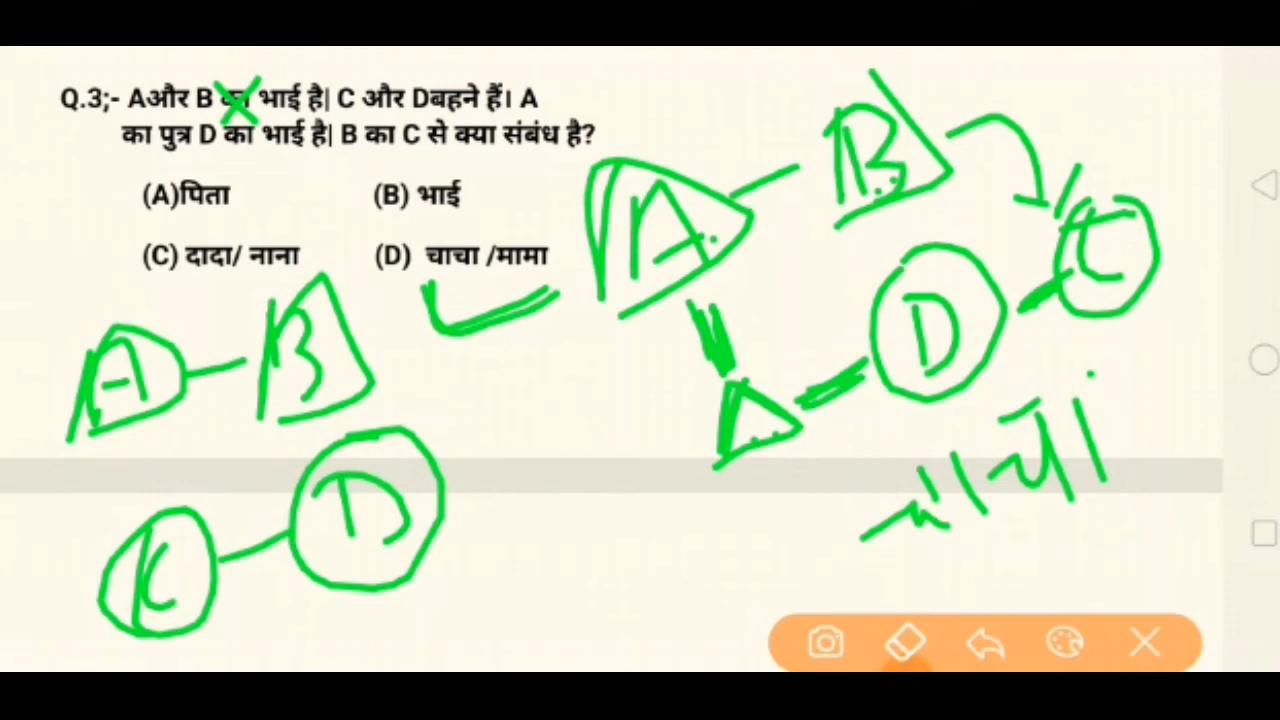 Q.3;- Aऔर B का भाई है| C और Dबहने हैं। A
का पुत्र D का भाई है| B का C से क्या संबंध है?
(A)पिता (B) भाई
(C) दादा/ नाना (D) चाचा /मामा
A B
A B
C
D
D
C